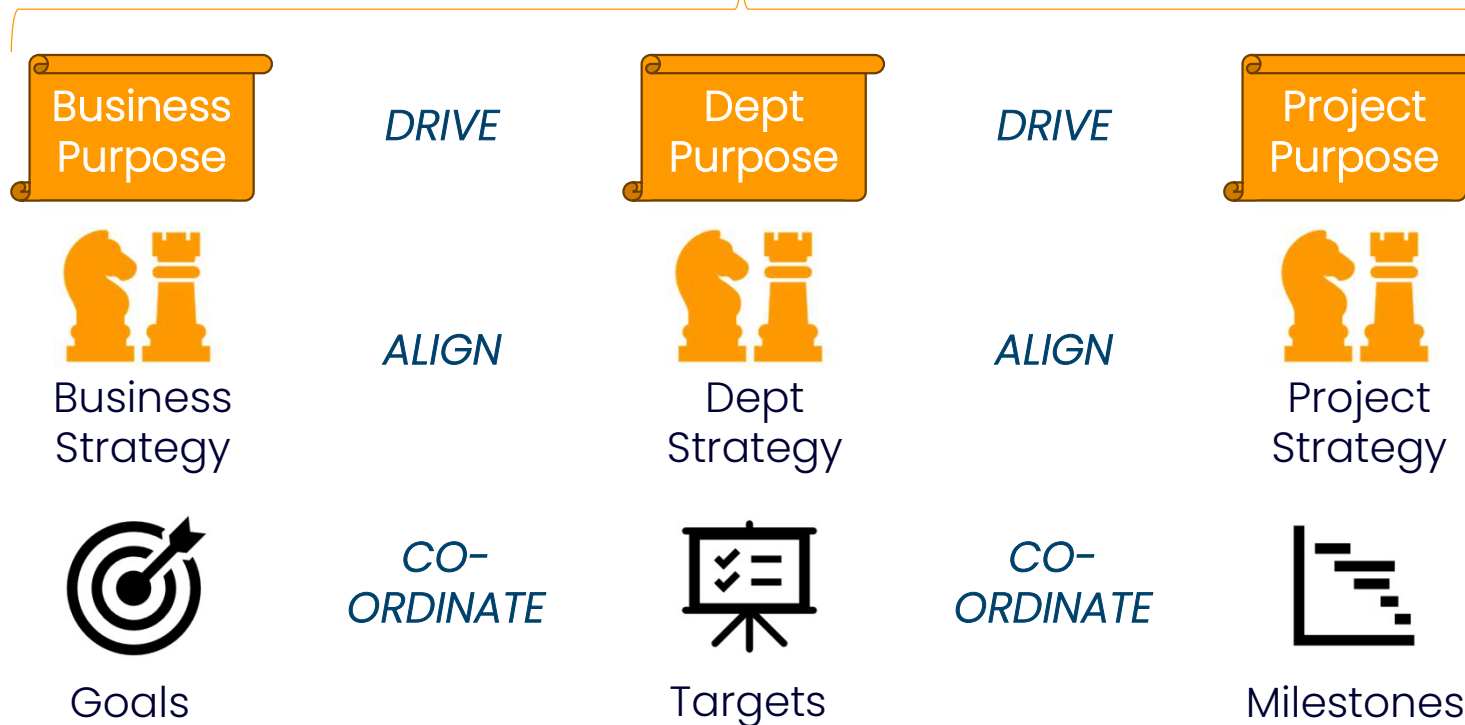 Business
Purpose
DRIVE
Dept
Purpose
DRIVE
Project
Purpose
ALIGN
ALIGN
Business
Strategy
Dept
Strategy
Project
Strategy
CO-
ORDINATE
CO-
ORDINATE
Goals
Targets
Milestones